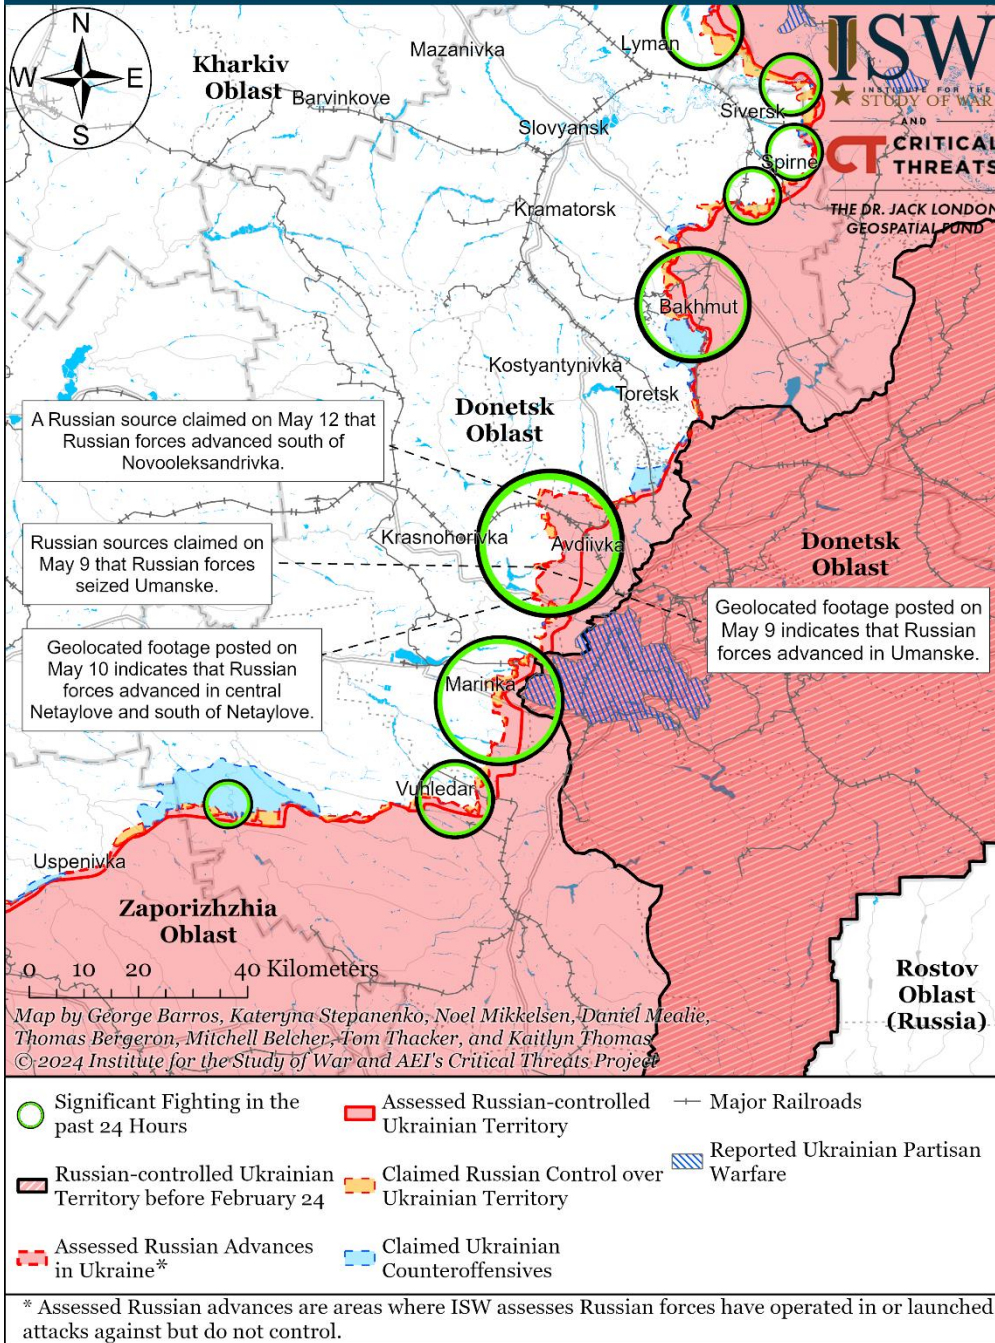 N
W
E
S
Kharkiv
Oblast
Mazanivka
Barvinkove
Lyman
ISW
INSTITUTE FOR THE
STUDY OF WAR
AND
CT CRITICAL
THREATS
THE DR. JACK LONDON
GEOSPATIAL FUND
Slovyansk
Siversk
Spirne
Kramatorsk
Bakhmut
Kostyantynivka
Toretsk
Donetsk
Oblast
A Russian source claimed on May 12 that
Russian forces advanced south of
Novooleksandrivka.
Krasnohorivka
Avdiivka
Russian sources claimed on
May 9 that Russian forces
seized Umanske.
Donetsk
Oblast
Geolocated footage posted on
May 9 indicates that Russian
forces advanced in Umanske.
Geolocated footage posted on
May 10 indicates that Russian
forces advanced in central
Netaylove and south of Netaylove.
Marinka
Vuhledar
Uspenivka
Zaporizhzhia
Oblast
Rostov
Oblast
(Russia)
0 10 20 40 Kilometers
Map by George Barros, Kateryna Stepanenko, Noel Mikkelsen, Daniel Mealie,
Thomas Bergeron, Mitchell Belcher, Tom Thacker, and Kaitlyn Thomas
© 2024 Institute for the Study of War and AEI's Critical Threats Project
Significant Fighting in the
past 24 Hours
Russian-controlled Ukrainian
Territory before February 24
Assessed Russian Advances
in Ukraine*
Assessed Russian-controlled
Ukrainian Territory
Claimed Russian Control over
Ukrainian Territory
Claimed Ukrainian
Counteroffensives
Major Railroads
Reported Ukrainian Partisan
Warfare
* Assessed Russian advances are areas where ISW assesses Russian forces have operated in or launched
attacks against but do not control.